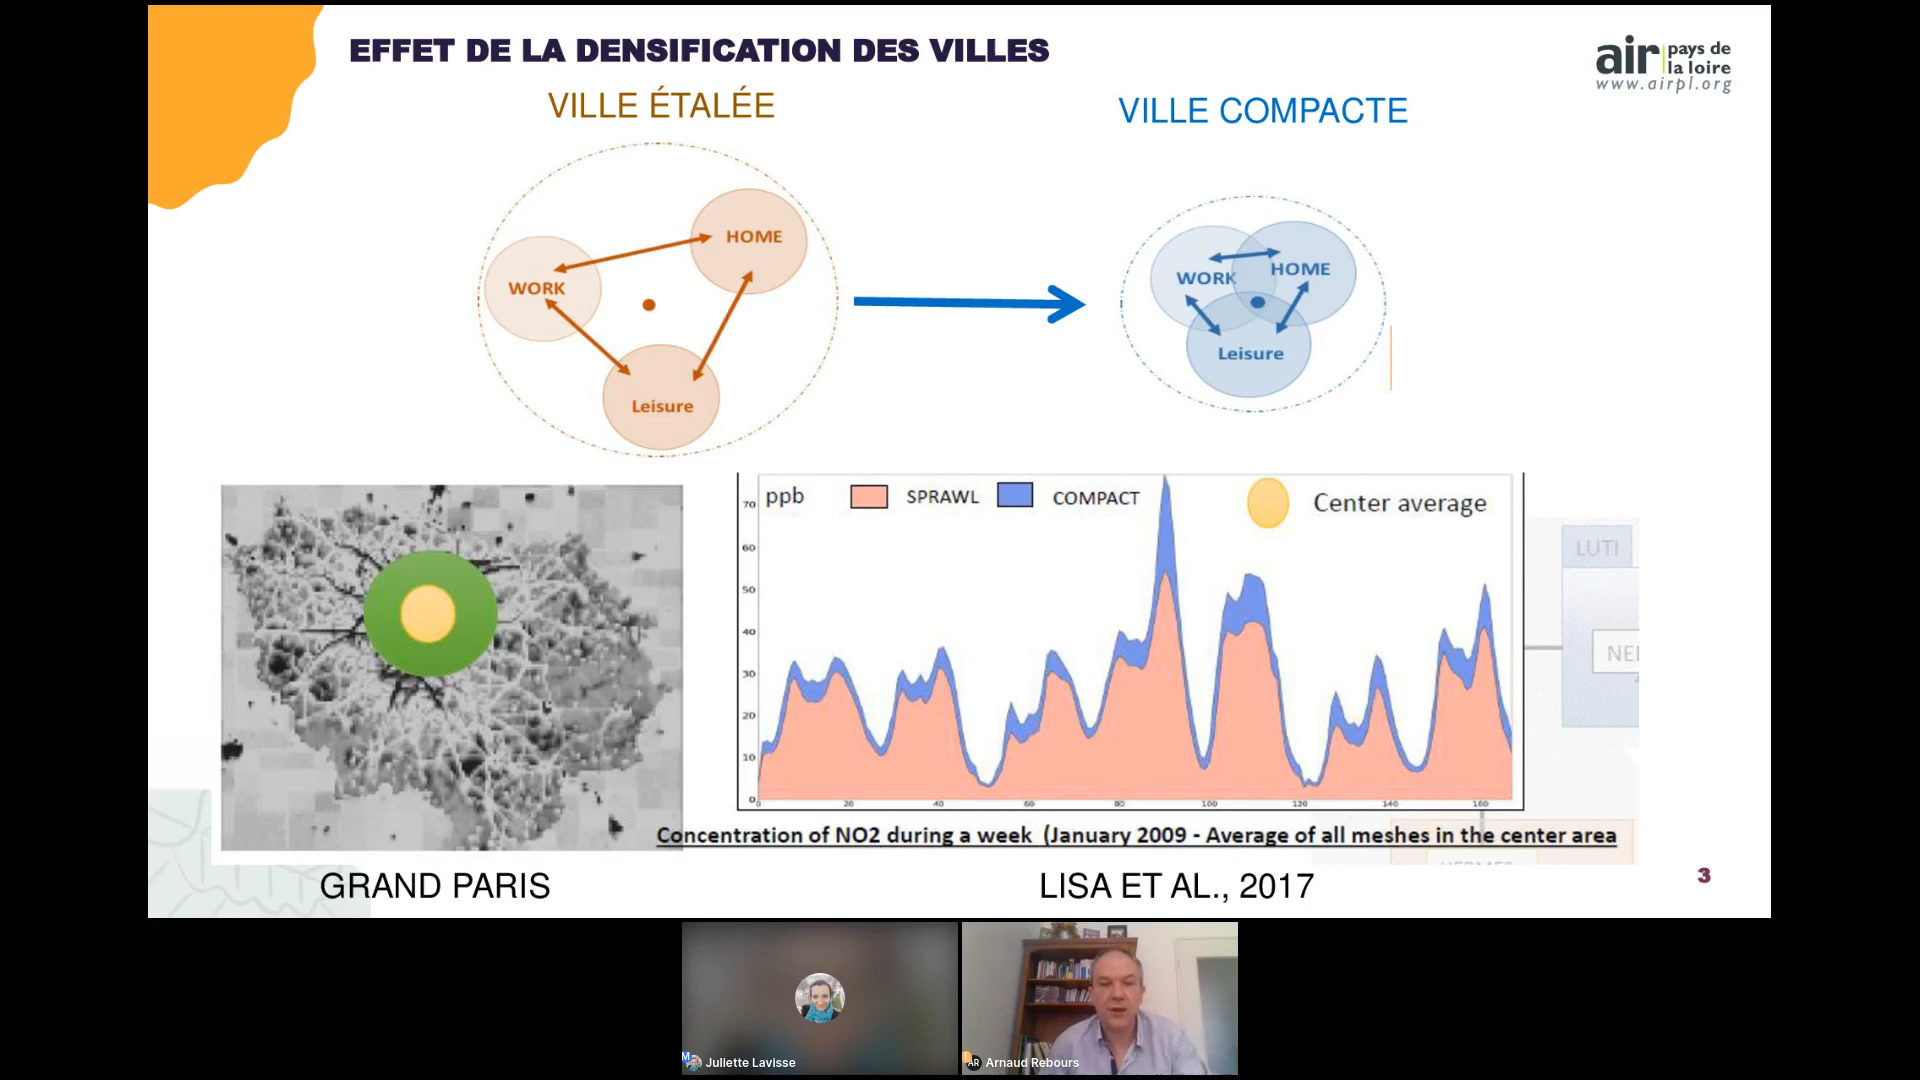 EFFET DE LA DENSIFICATION DES VILLES
air pays de la loire
www.airpl.org
VILLE ÉTALÉE
VILLE COMPACTE
HOME
WORK
Leisure
HOME
WORK
Leisure
ppb
SPRAWL
COMPACT
Center average
70
60
50
40
30
20
10
0
0 20 40 60 80 100 120 140 160
LUTI
Concentration of NO2 during a week (January 2009 - Average of all meshes in the center area
GRAND PARIS
LISA ET AL., 2017
3
Juliette Lavisse
AR
Arnaud Rebours